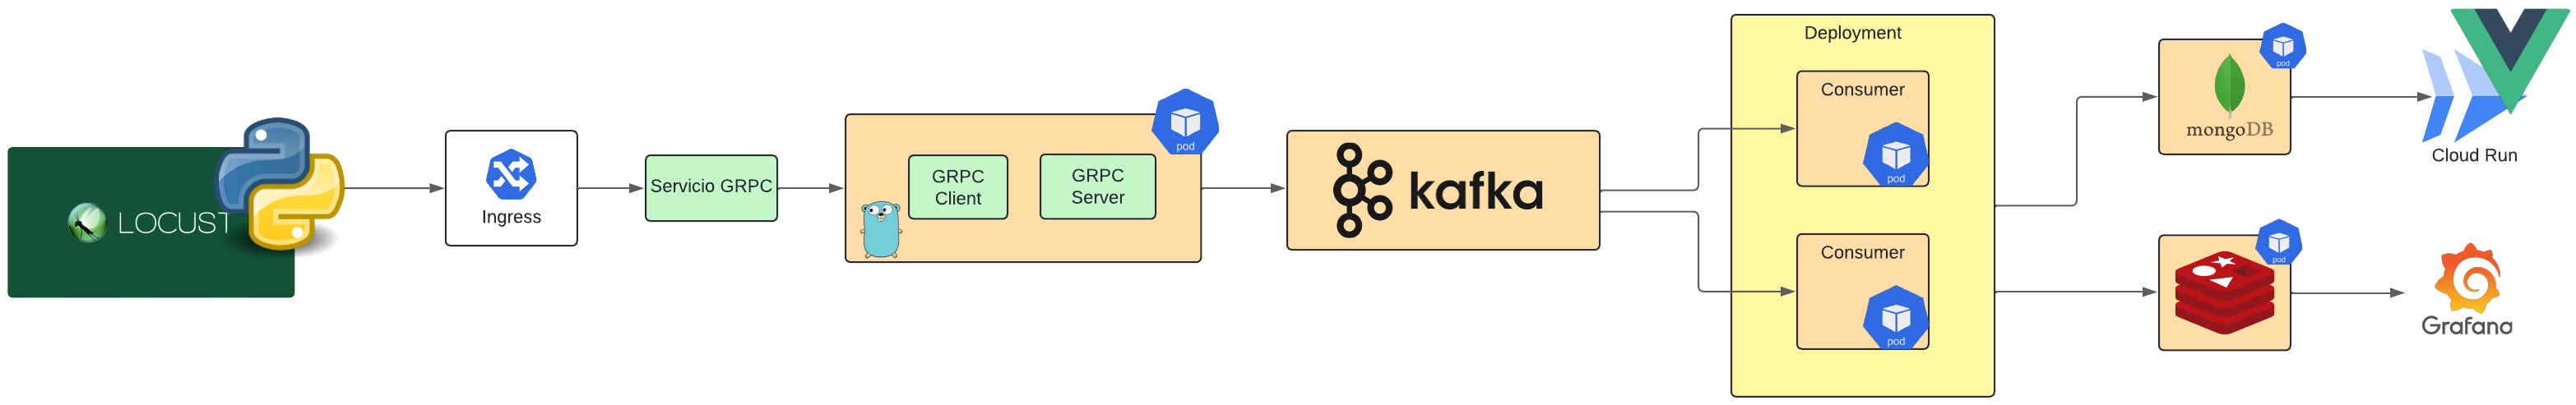 LOCUST
Ingress
Servicio GRPC
GRPC
Client
GRPC
Server
pod
kafka
Deployment
Consumer
pod
Consumer
pod
pod
mongoDB
Cloud Run
pod
Grafana